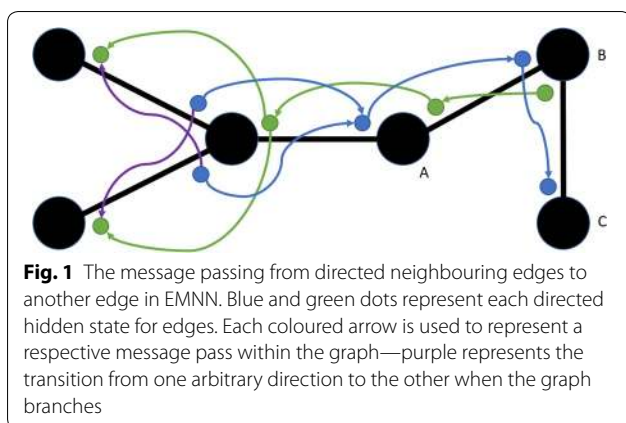 B
A
C
Fig. 1 The message passing from directed neighbouring edges to
another edge in EMNN. Blue and green dots represent each directed
hidden state for edges. Each coloured arrow is used to represent a
respective message pass within the graph—purple represents the
transition from one arbitrary direction to the other when the graph
branches